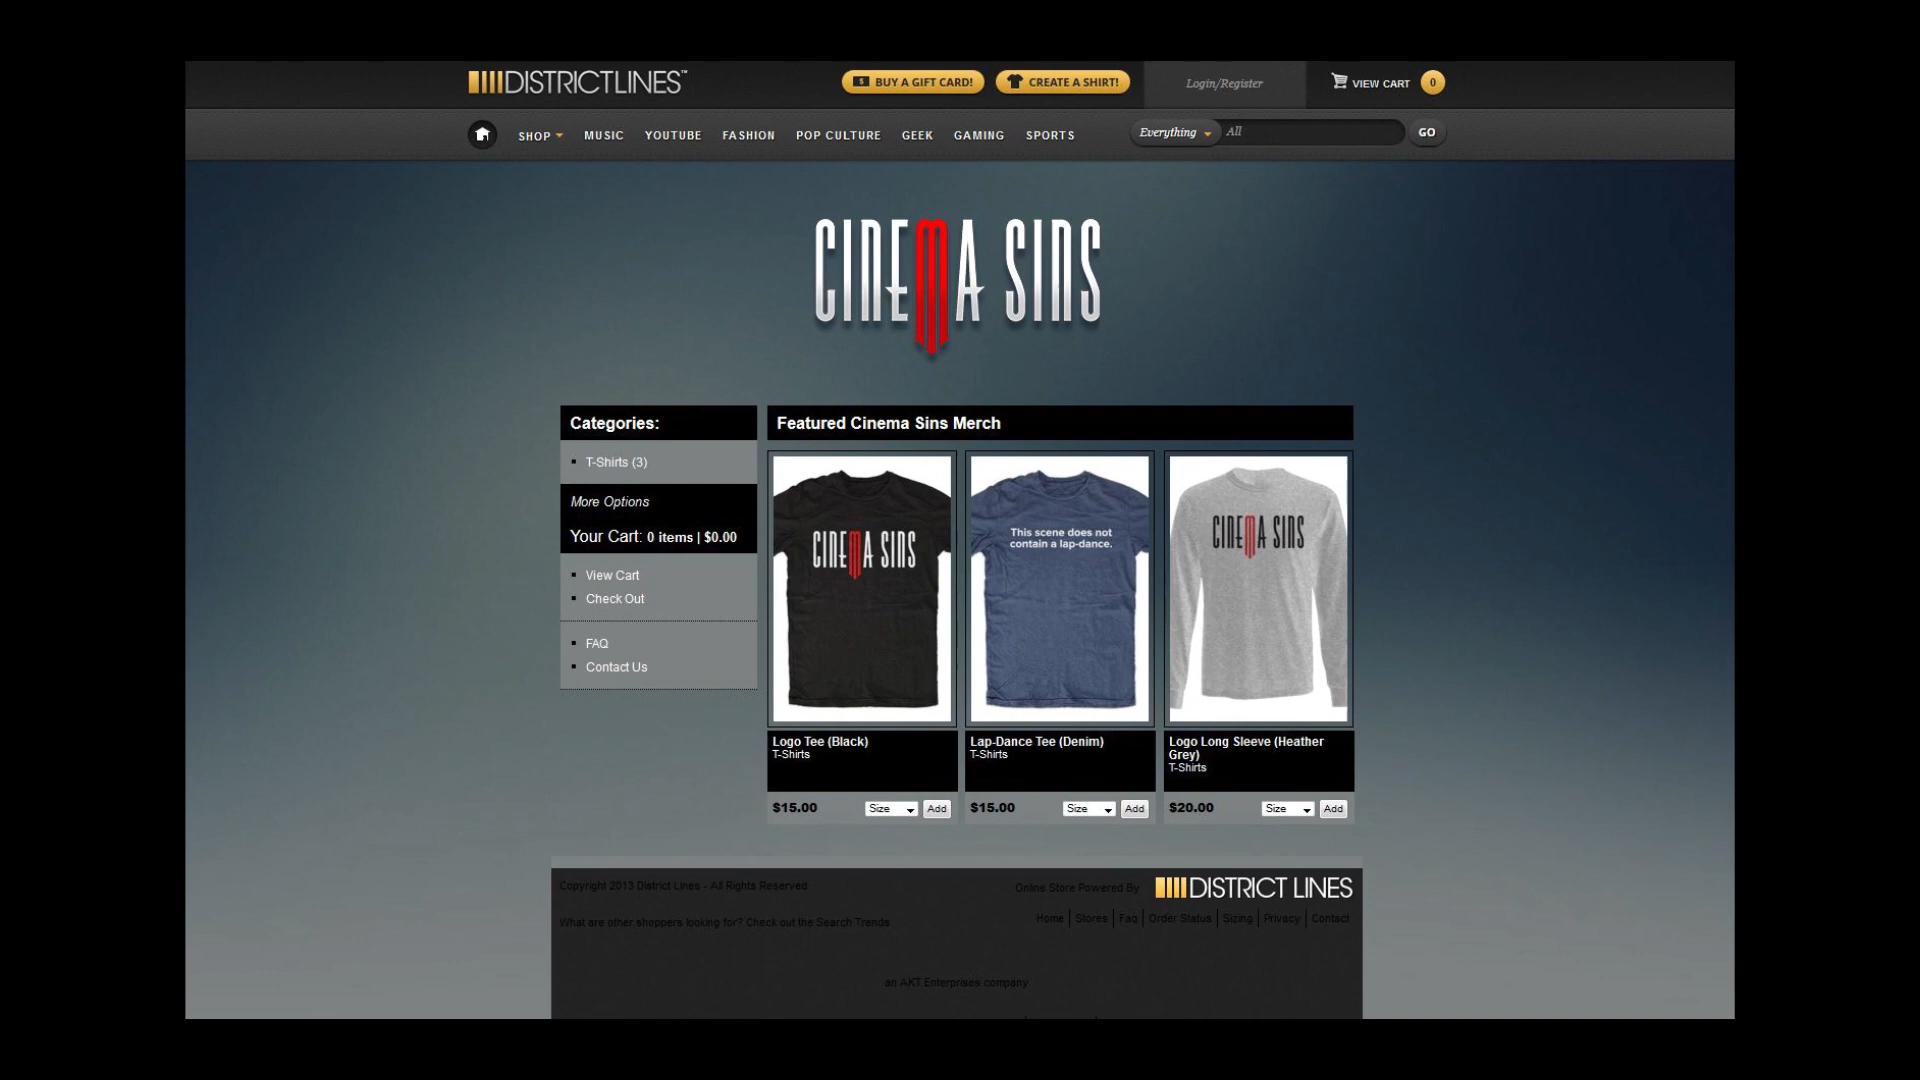 DISTRICTLINES™
BUY A GIFT CARD!
CREATE A SHIRT!
Login/Register
VIEW CART
0
SHOP
MUSIC
YOUTUBE
FASHION
POP CULTURE
GEEK
GAMING
SPORTS
Everything
All
GO
CINEMA SINS
Categories:
T-Shirts (3)
More Options
Your Cart: 0 items | $0.00
View Cart
Check Out
FAQ
Contact Us
Featured Cinema Sins Merch
CINEMA SINS
This scene does not
contain a lap-dance.
CINEMA SINS
Logo Tee (Black)
T-Shirts
$15.00
Size
Add
Lap-Dance Tee (Denim)
T-Shirts
$15.00
Size
Add
Logo Long Sleeve (Heather
Grey)
T-Shirts
$20.00
Size
Add
Copyright 2013 District Lines - All Rights Reserved
Online Store Powered By
DISTRICT LINES
What are other shoppers looking for? Check out the Search Trends
Home | Stores | Faq | Order Status | Sizing | Privacy | Contact
an AKT Enterprises company